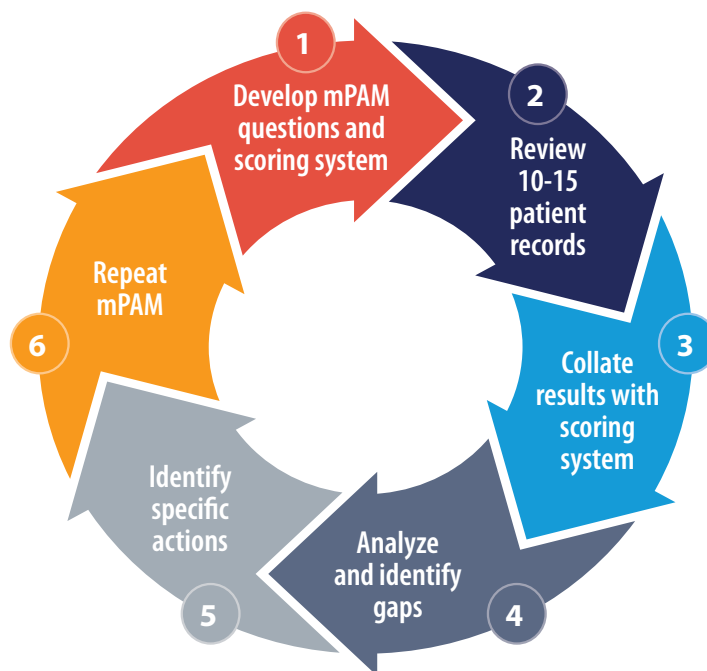 1
Develop mPAM
questions and
scoring system
2
Review
10-15
patient
records
3
Collate
results with
scoring
system
4
Analyze
and identify
gaps
5
Identify
specific
actions
6
Repeat
mPAM